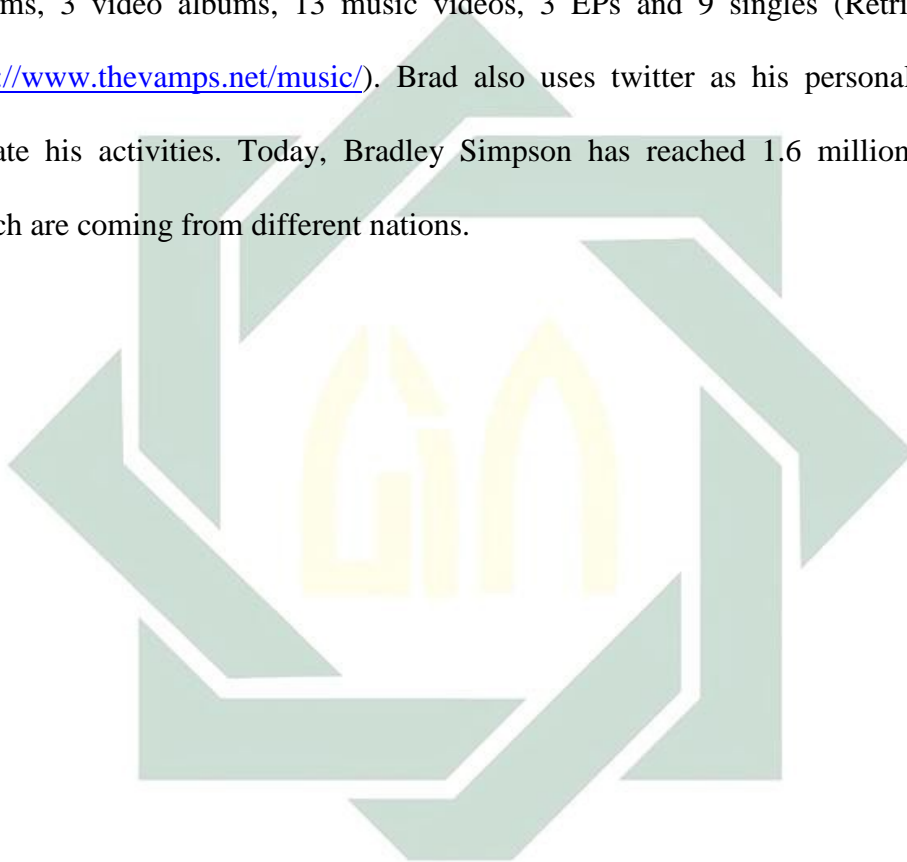 ms, 3 video albums, 13 music videos, 3 EPs and 9 singles (Retri
://www.thevamps.net/music/). Brad also uses twitter as his personal
ate his activities. Today, Bradley Simpson has reached 1.6 million
ch are coming from different nations.